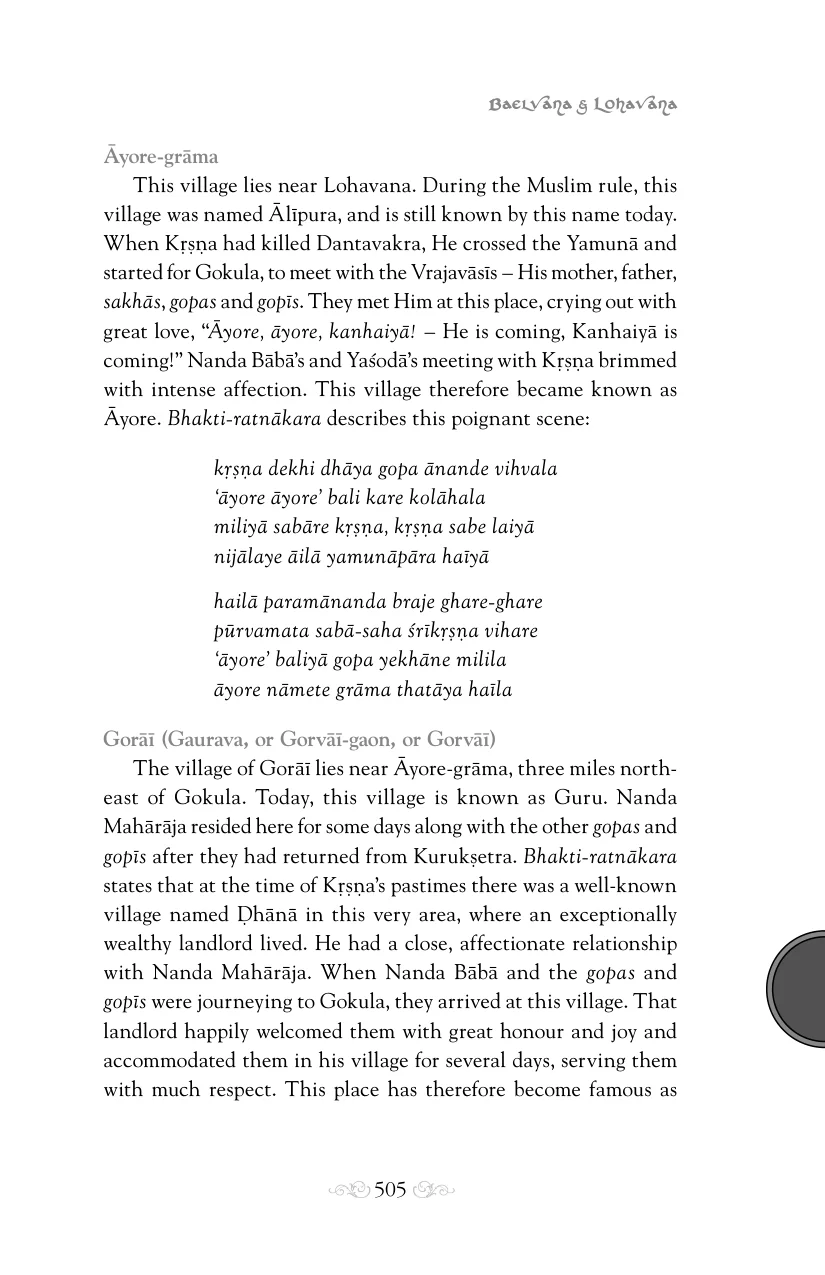 Baelvana & Lohavana
Āyore-grāma
This village lies near Lohavana. During the Muslim rule, this
village was named Ālīpura, and is still known by this name today.
When Kṛṣṇa had killed Dantavakra, He crossed the Yamunā and
started for Gokula, to meet with the Vrajavāsīs – His mother, father,
sakhās, gopas and gopīs. They met Him at this place, crying out with
great love, “Āyore, āyore, kanhaiyā! – He is coming, Kanhaiyā is
coming!” Nanda Bābā’s and Yaśodā’s meeting with Kṛṣṇa brimmed
with intense affection. This village therefore became known as
Āyore. Bhakti-ratnākara describes this poignant scene:
kṛṣṇa dekhi dhāya gopa ānande vihvala
‘āyore āyore’ bali kare kolāhala
miliyā sabāre kṛṣṇa, kṛṣṇa sabe laiyā
nijālaye āilā yamunāpāra haīyā
hailā paramānanda braje ghare-ghare
pūrvamata sabā-saha śrīkṛṣṇa vihare
‘āyore’ baliyā gopa yekhāne milila
āyore nāmete grāma thatāya haīla
Gorāī (Gaurava, or Gorvāī-gaon, or Gorvāī)
The village of Gorāī lies near Āyore-grāma, three miles north-
east of Gokula. Today, this village is known as Guru. Nanda
Mahārāja resided here for some days along with the other gopas and
gopīs after they had returned from Kurukṣetra. Bhakti-ratnākara
states that at the time of Kṛṣṇa’s pastimes there was a well-known
village named Ḍhānā in this very area, where an exceptionally
wealthy landlord lived. He had a close, affectionate relationship
with Nanda Mahārāja. When Nanda Bābā and the gopas and
gopīs were journeying to Gokula, they arrived at this village. That
landlord happily welcomed them with great honour and joy and
accommodated them in his village for several days, serving them
with much respect. This place has therefore become famous as
505